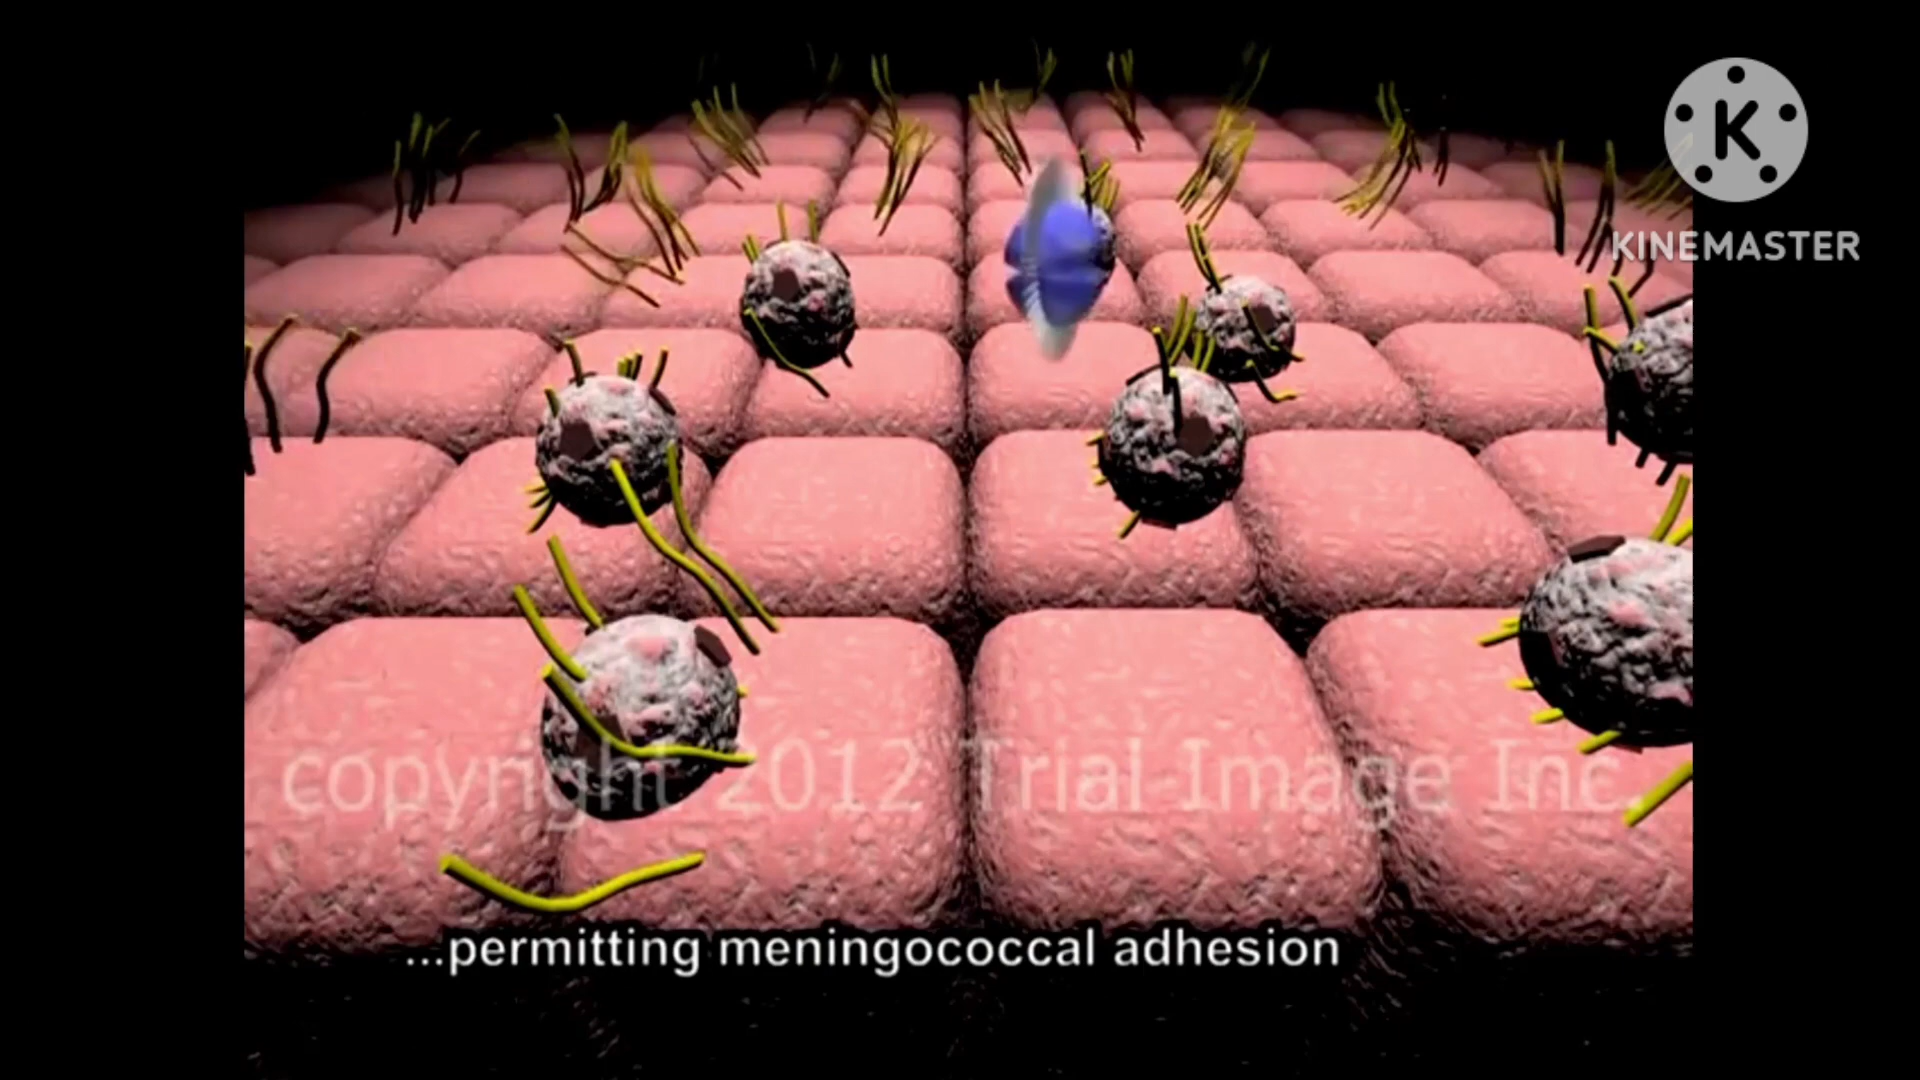 K
KINEMASTER
copyright 2012 Trial Image Inc.
...permitting meningococcal adhesion